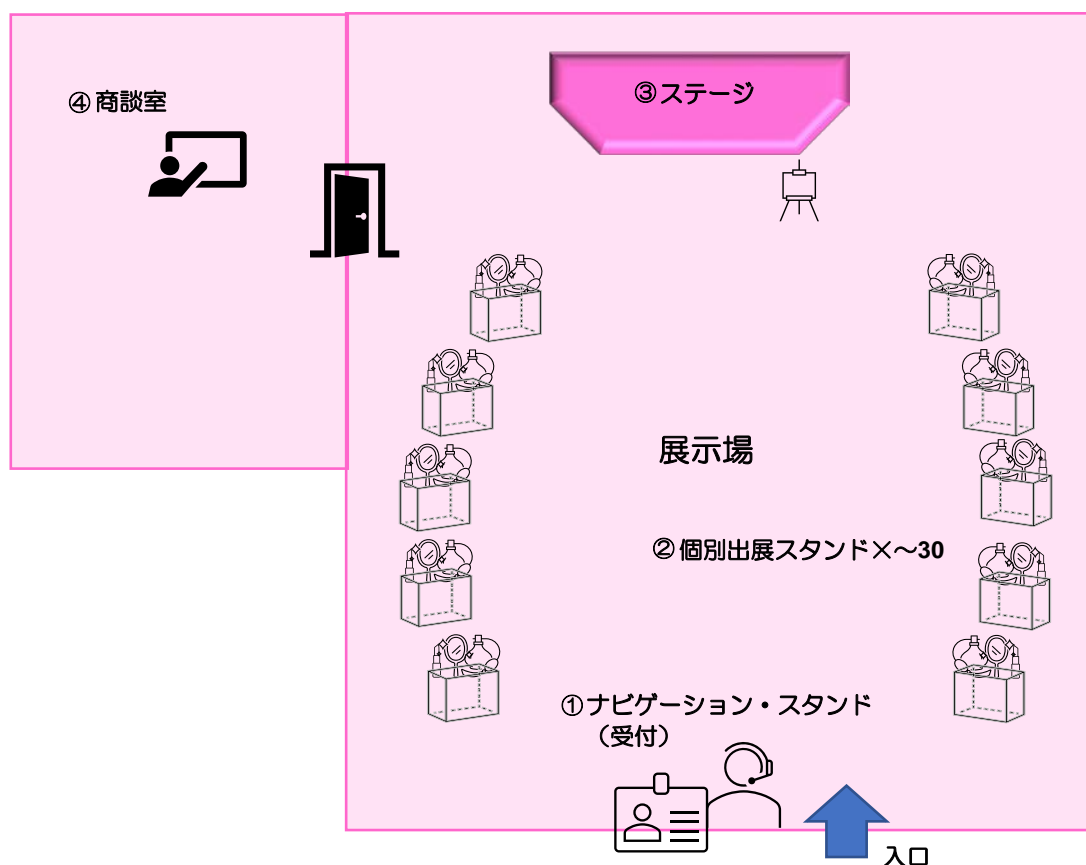 ④商談室
③ステージ
展示場
②個別出展スタンド×～30
①ナビゲーション・スタンド
（受付）
入口